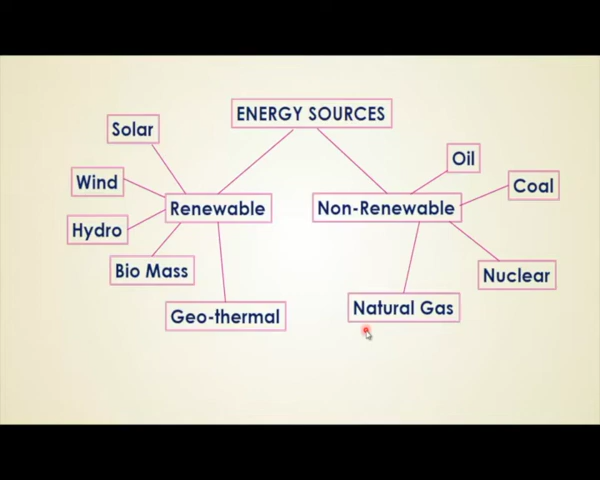 ENERGY SOURCES
Solar
Wind
Hydro
Bio Mass
Geo-thermal
Renewable
Non-Renewable
Oil
Coal
Nuclear
Natural Gas